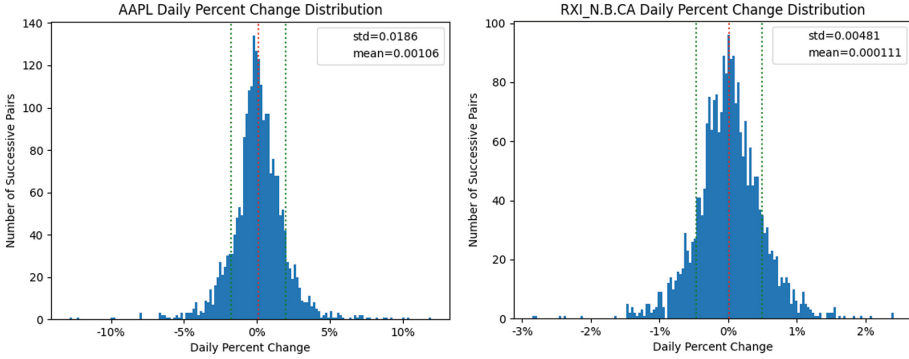 AAPL Daily Percent Change Distribution
140
120
100
80
60
40
20
0
Number of Successive Pairs
std=0.0186
mean=0.00106
-10%
-5%
0%
5%
10%
Daily Percent Change
RXI_N.B.CA Daily Percent Change Distribution
100
80
60
40
20
0
Number of Successive Pairs
std=0.00481
mean=0.000111
-3%
-2%
-1%
0%
1%
2%
Daily Percent Change